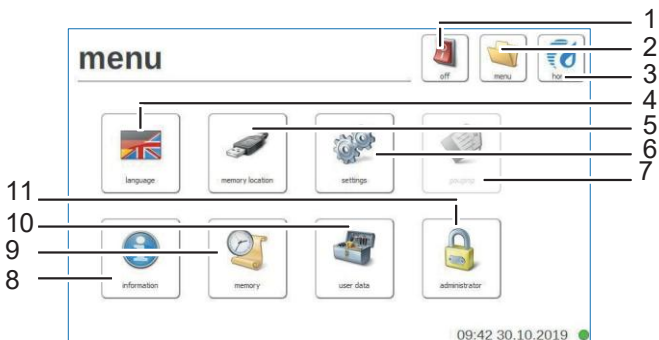 1
menu
2
off
menu
3
4
5
6
language
memory location
settings
7
11
10
9
8
information
memory
user data
administrator
09:42 30.10.2019